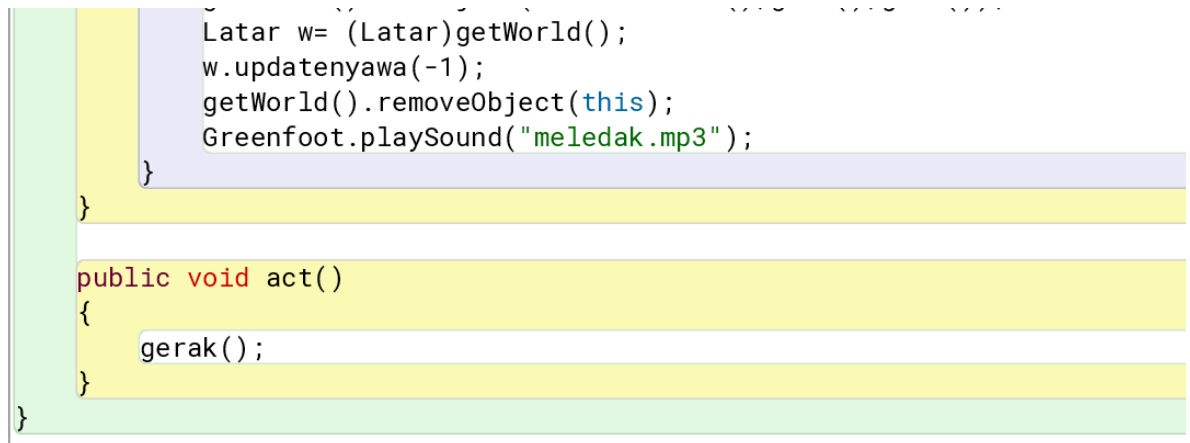 Latar w= (Latar)getWorld();
w.updatenyawa(-1);
getWorld().removeObject(this);
Greenfoot.playSound("meledak.mp3");
}
}
public void act()
{
gerak();
}
}